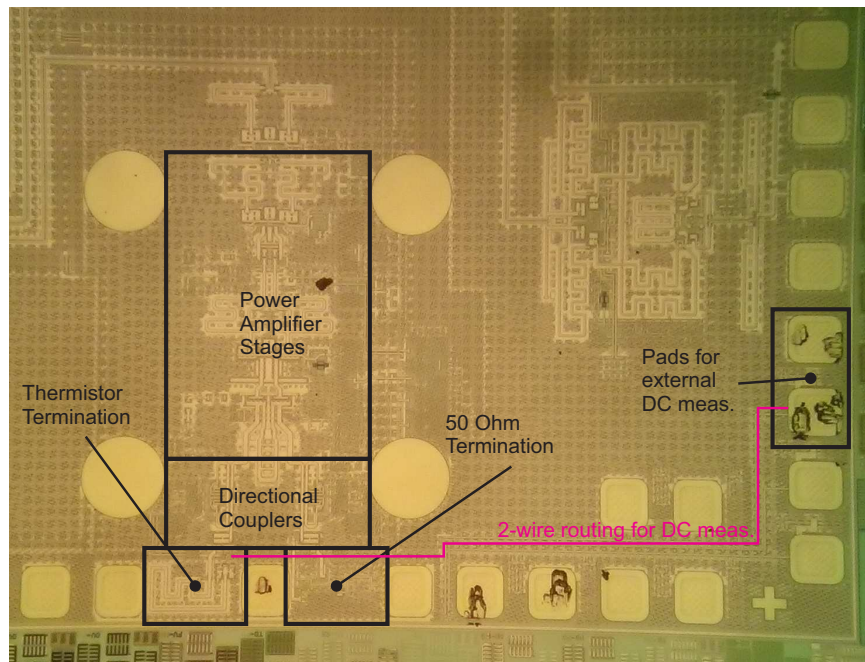 Power
Amplifier
Stages
Thermistor
Termination
50 Ohm
Termination
Pads for
external
DC meas.
Directional
Couplers
2-wire routing for DC meas.